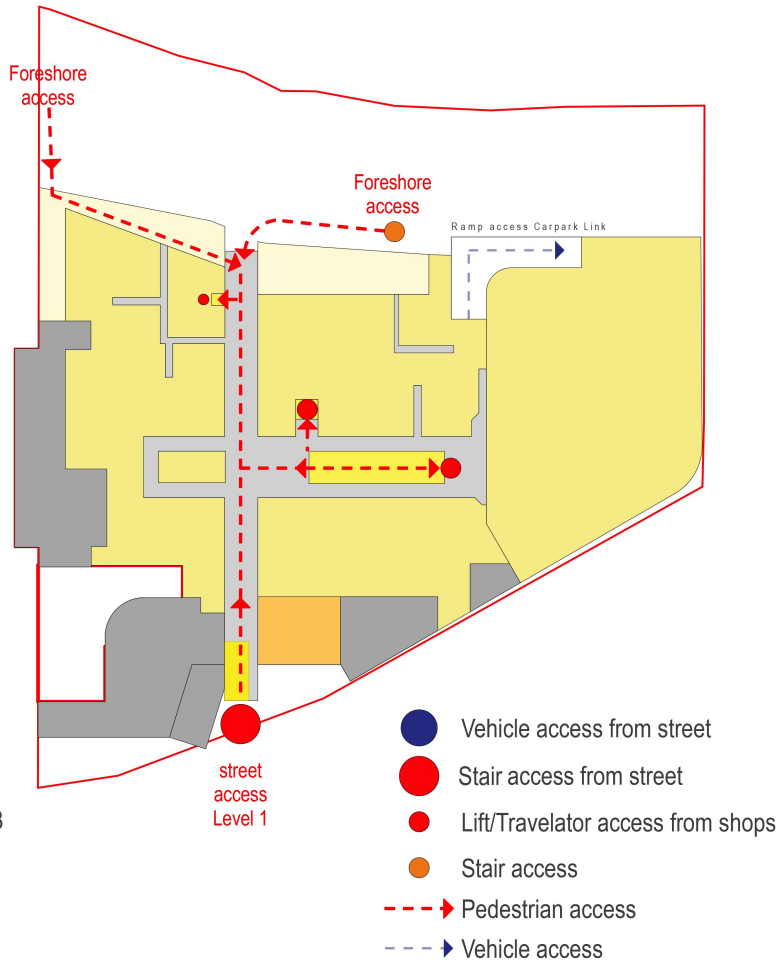 Foreshore
access
Foreshore
access
Ramp access Carpark Link
street
access
Level 1
Vehicle access from street
Stair access from street
3
Lift/Travelator access from shops
Stair access
Pedestrian access
Vehicle access